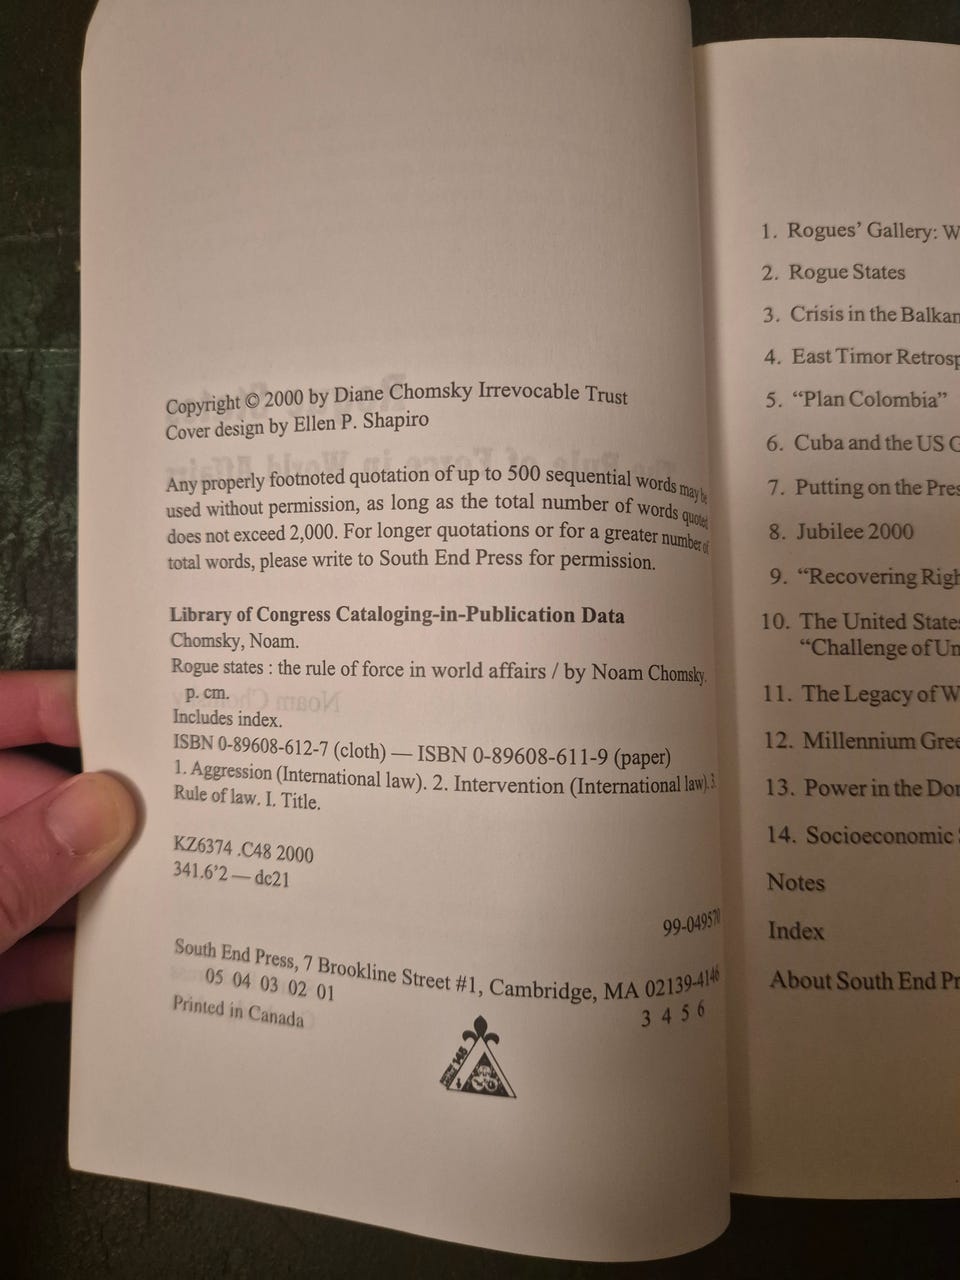 Copyright © 2000 by Diane Chomsky Irrevocable Trust
Cover design by Ellen P. Shapiro
Any properly footnoted quotation of up to 500 sequential words may be
used without permission, as long as the total number of words quoted
does not exceed 2,000. For longer quotations or for a greater number of
total words, please write to South End Press for permission.
Library of Congress Cataloging-in-Publication Data
Chomsky, Noam.
Rogue states : the rule of force in world affairs / by Noam Chomsky.
p. cm.
Includes index.
ISBN 0-89608-612-7 (cloth) — ISBN 0-89608-611-9 (paper)
1. Aggression (International law). 2. Intervention (International law). 3.
Rule of law. I. Title.
KZ6374 .C48 2000
341.6’2 — dc21
99-049570
South End Press, 7 Brookline Street #1, Cambridge, MA 02139-4146
05 04 03 02 01 3 4 5 6
Printed in Canada
1. Rogues’ Gallery: W
2. Rogue States
3. Crisis in the Balkan
4. East Timor Retrosp
5. “Plan Colombia”
6. Cuba and the US G
7. Putting on the Pres
8. Jubilee 2000
9. “Recovering Righ
10. The United States
“Challenge of Un
11. The Legacy of W
12. Millennium Gree
13. Power in the Dom
14. Socioeconomic S
Notes
Index
About South End Pr